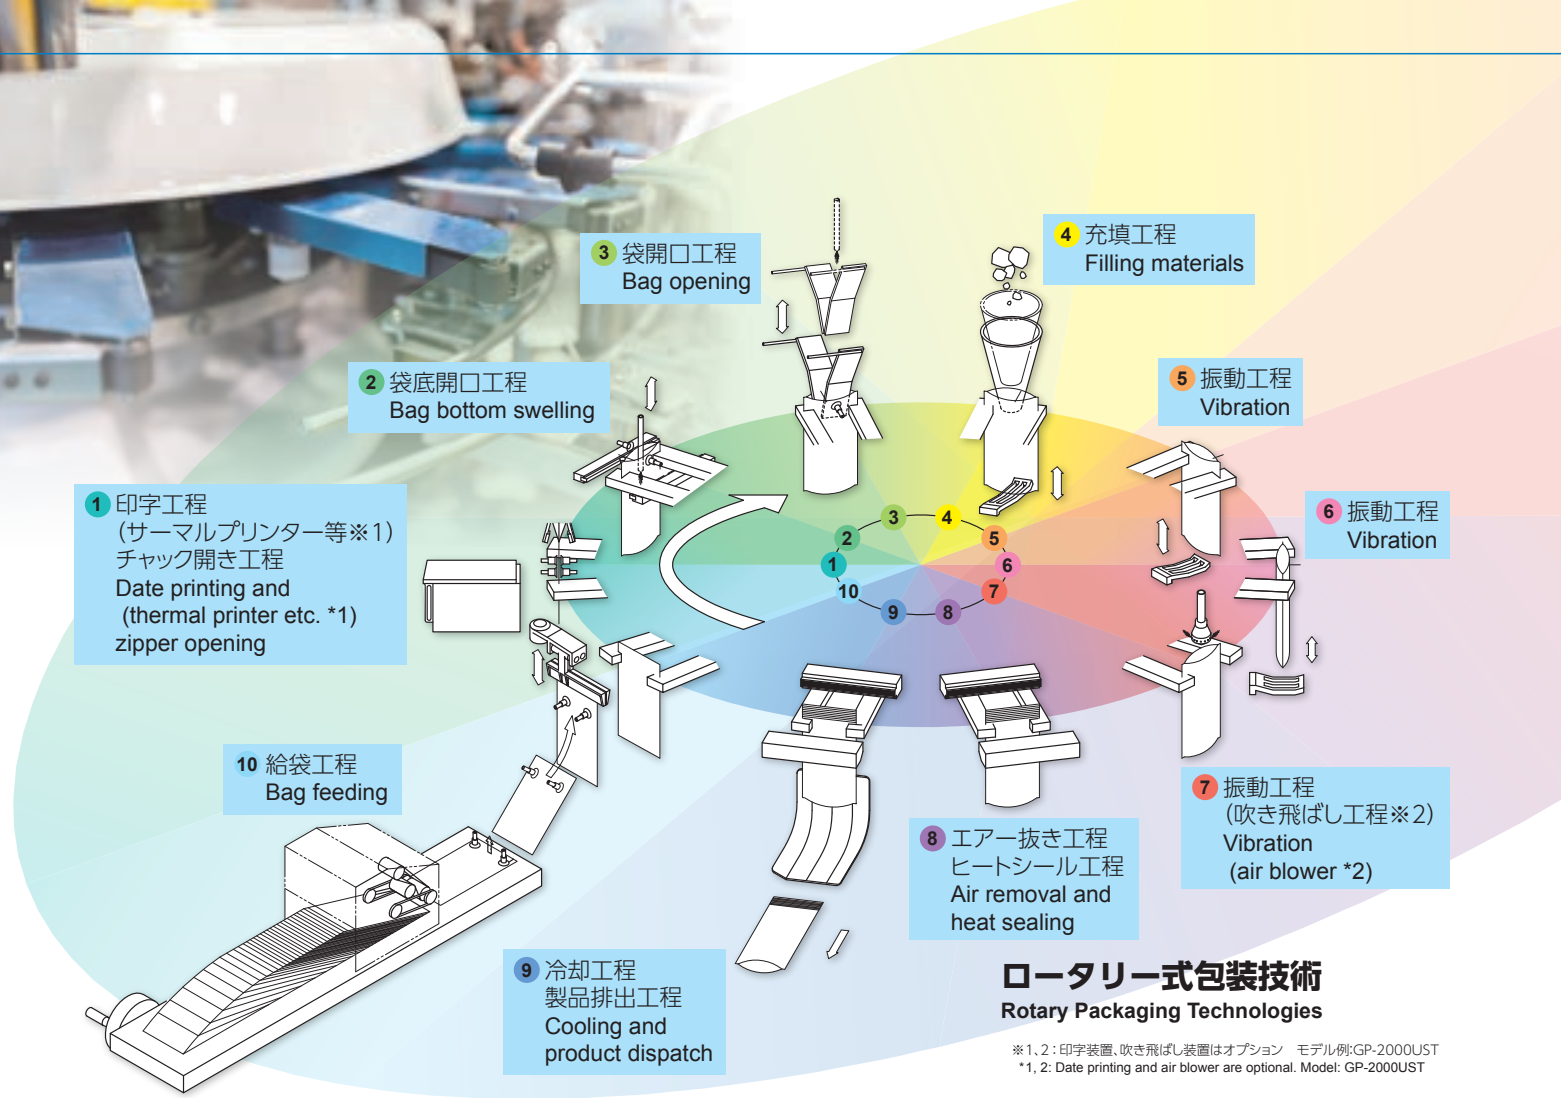 3 袋開口工程
Bag opening
4 充填工程
Filling materials
2 袋底開口工程
Bag bottom swelling
5 振動工程
Vibration
1 印字工程
（サーマルプリンター等※1）
チャック開き工程
Date printing and
(thermal printer etc. *1)
zipper opening
6 振動工程
Vibration
3
4
2
5
1
6
10
7
9
8
10 給袋工程
Bag feeding
7 振動工程
（吹き飛ばし工程※2）
Vibration
(air blower *2)
8 エアー抜き工程
ヒートシール工程
Air removal and
heat sealing
9 冷却工程
製品排出工程
Cooling and
product dispatch
ロータリー式包装技術
Rotary Packaging Technologies
※1、2：印字装置、吹き飛ばし装置はオプション　モデル例:GP-2000UST
*1, 2: Date printing and air blower are optional. Model: GP-2000UST